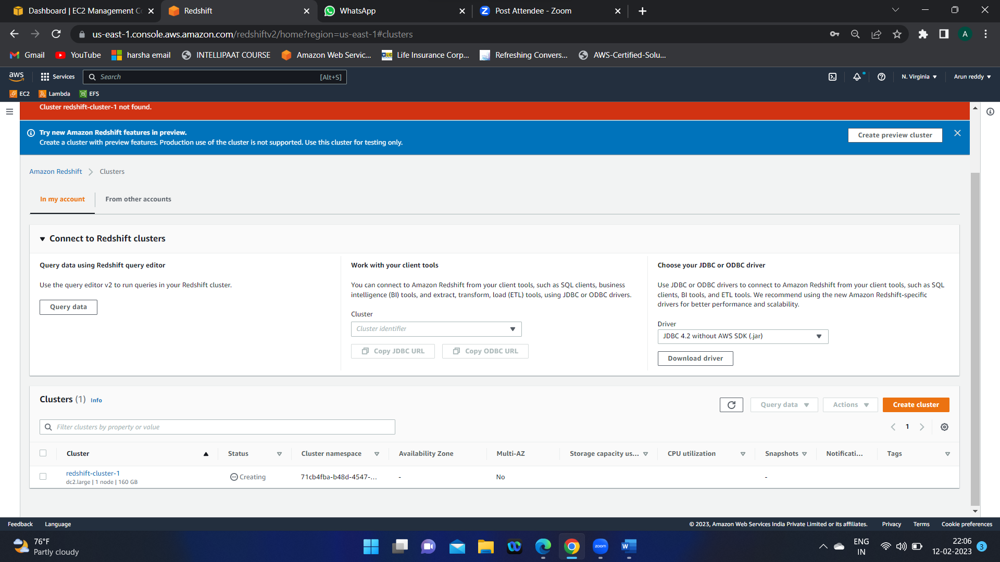 Dashboard | EC2 Management Co
Redshift
WhatsApp
Post Attendee - Zoom
us-east-1.console.aws.amazon.com/redshiftv2/home?region=us-east-1#clusters
A
Gmail
YouTube
harsha email
INTELLIPAAT COURSE
Amazon Web Servic...
Life Insurance Corp...
Refreshing Convers...
AWS-Certified-Solu...
aws
Services
Search
[Alt+S]
N. Virginia
Arun reddy
EC2
Lambda
EFS
Cluster redshift-cluster-1 not found.
Try new Amazon Redshift features in preview.
Create a cluster with preview features. Production use of the cluster is not supported. Use this cluster for testing only.
Create preview cluster
Amazon Redshift
Clusters
In my account
From other accounts
Connect to Redshift clusters
Query data using Redshift query editor
Use the query editor v2 to run queries in your Redshift cluster.
Query data
Work with your client tools
You can connect to Amazon Redshift from your client tools, such as SQL clients, business
intelligence (BI) tools, and extract, transform, load (ETL) tools, using JDBC or ODBC drivers.
Cluster
Cluster identifier
Copy JDBC URL
Copy ODBC URL
Choose your JDBC or ODBC driver
Use JDBC or ODBC drivers to connect to Amazon Redshift from your client tools, such as SQL
clients, BI tools, and ETL tools. We recommend using the new Amazon Redshift-specific
drivers for better performance and scalability.
Driver
JDBC 4.2 without AWS SDK (.jar)
Download driver
Clusters (1) Info
Query data
Actions
Create cluster
Filter clusters by property or value
1
Cluster
Status
Cluster namespace
Availability Zone
Multi-AZ
Storage capacity us...
CPU utilization
Snapshots
Notificati...
Tags
redshift-cluster-1
dc2.large | 1 node | 160 GB
Creating
71cb4fba-b48d-4547-...
-
No
-
Feedback
Language
© 2023, Amazon Web Services India Private Limited or its affiliates.
Privacy
Terms
Cookie preferences
76°F
Partly cloudy
zoom
W
ENG
IN
22:06
12-02-2023
3